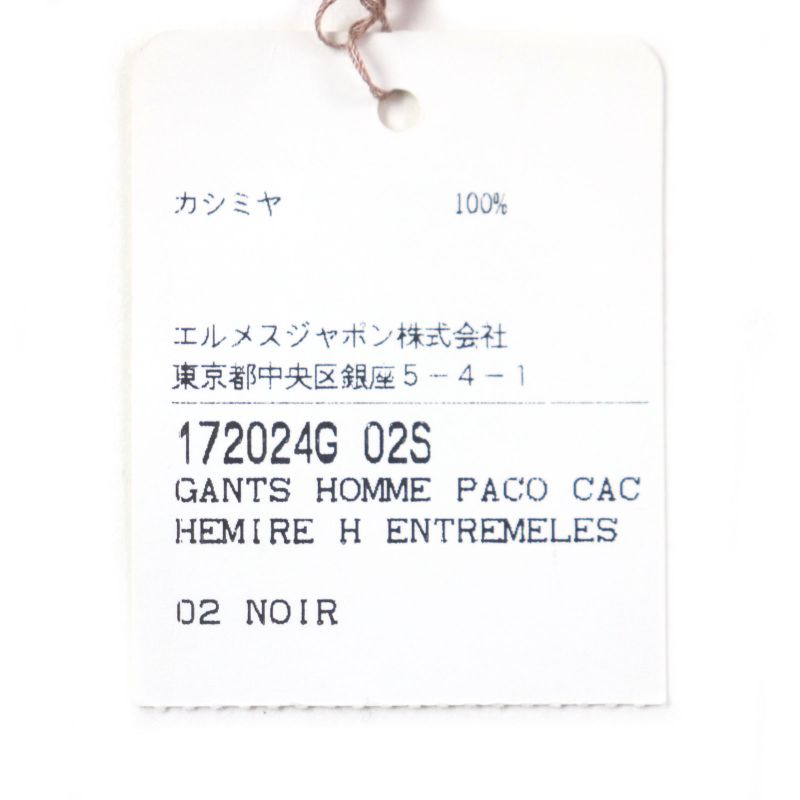 カシミヤ 100%
エルメスジャポン株式会社
東京都中央区銀座5-4-1
172024G 02S
GANTS HOMME PACO CAC
HEMIRE H ENTREMELES
02 NOIR